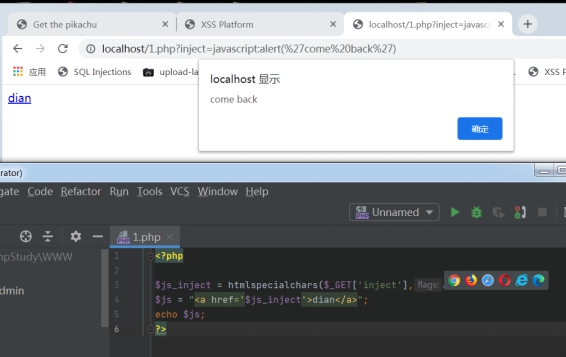 Get the pikachu
XSS Platform
localhost/1.php?inject=javascr
localhost/1.php?inject=javascript:alert(%27come%20back%27)
应用
SQL Injections
upload-la
XSS P
localhost 显示
come back
确定
dian
rator)
gate Code Refactor Run Tools VCS Window Help
Unnamed
1.php
npStudy\WWW
dmin
1 <?php
2
3 $js_inject = htmlspecialchars($_GET['inject'], flags:
4 $js = "<a href='$js_inject'>dian</a>";
5 echo $js;
6 ?>